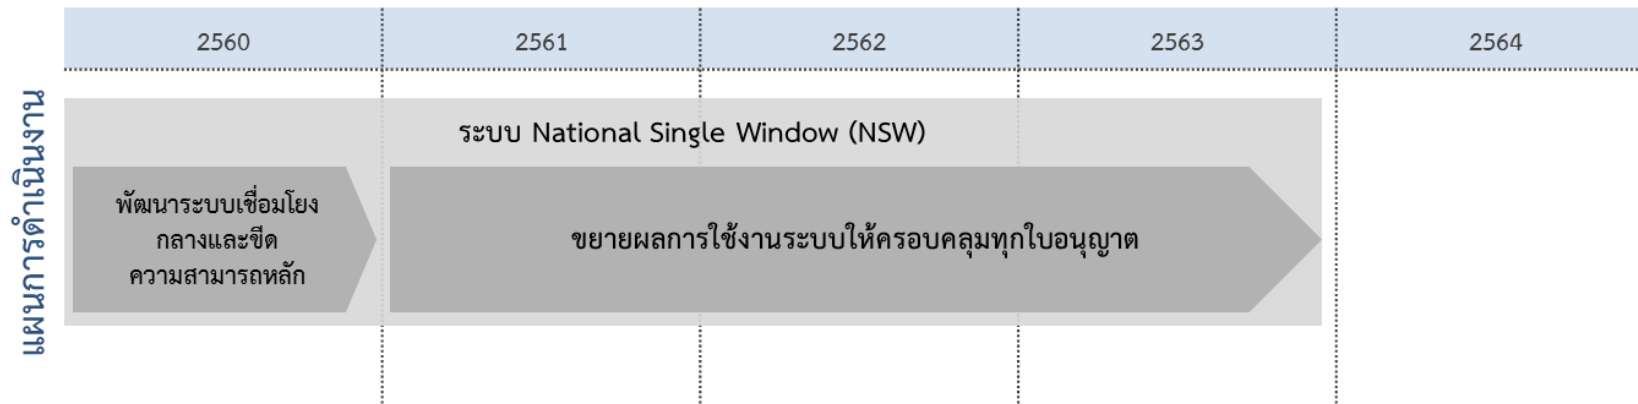 2560 2561 2562 2563 2564
แผนการดำเนินงาน
ระบบ National Single Window (NSW)
พัฒนาระบบเชื่อมโยง
กลางและขีด
ความสามารถหลัก
ขยายผลการใช้งานระบบให้ครอบคลุมทุกใบอนุญาต